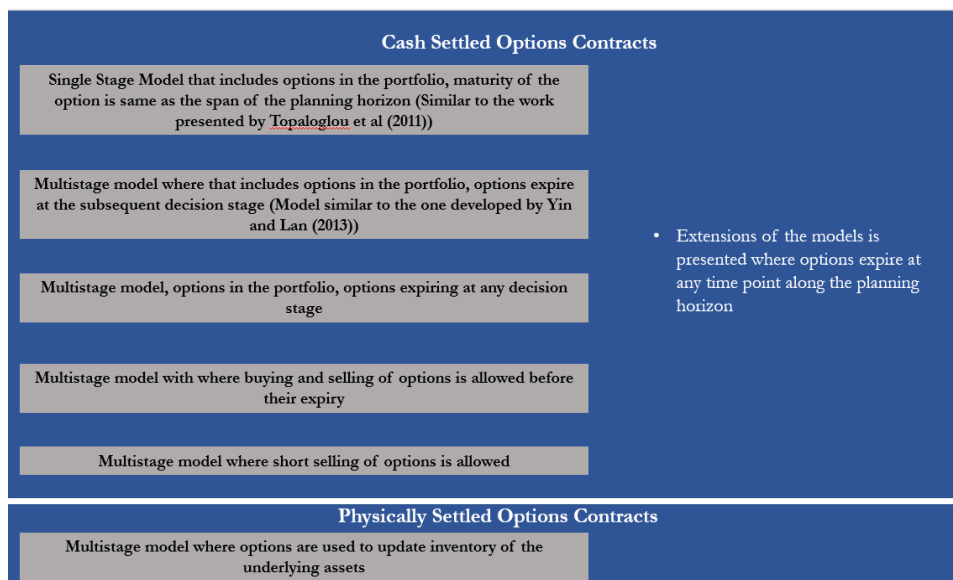 Cash Settled Options Contracts
Single Stage Model that includes options in the portfolio, maturity of the
option is same as the span of the planning horizon (Similar to the work
presented by Topaloglou et al (2011))
Multistage model where that includes options in the portfolio, options expire
at the subsequent decision stage (Model similar to the one developed by Yin
and Lan (2013))
Multistage model, options in the portfolio, options expiring at any decision
stage
Multistage model with where buying and selling of options is allowed before
their expiry
Multistage model where short selling of options is allowed
• Extensions of the models is
presented where options expire at
any time point along the planning
horizon
Physically Settled Options Contracts
Multistage model where options are used to update inventory of the
underlying assets